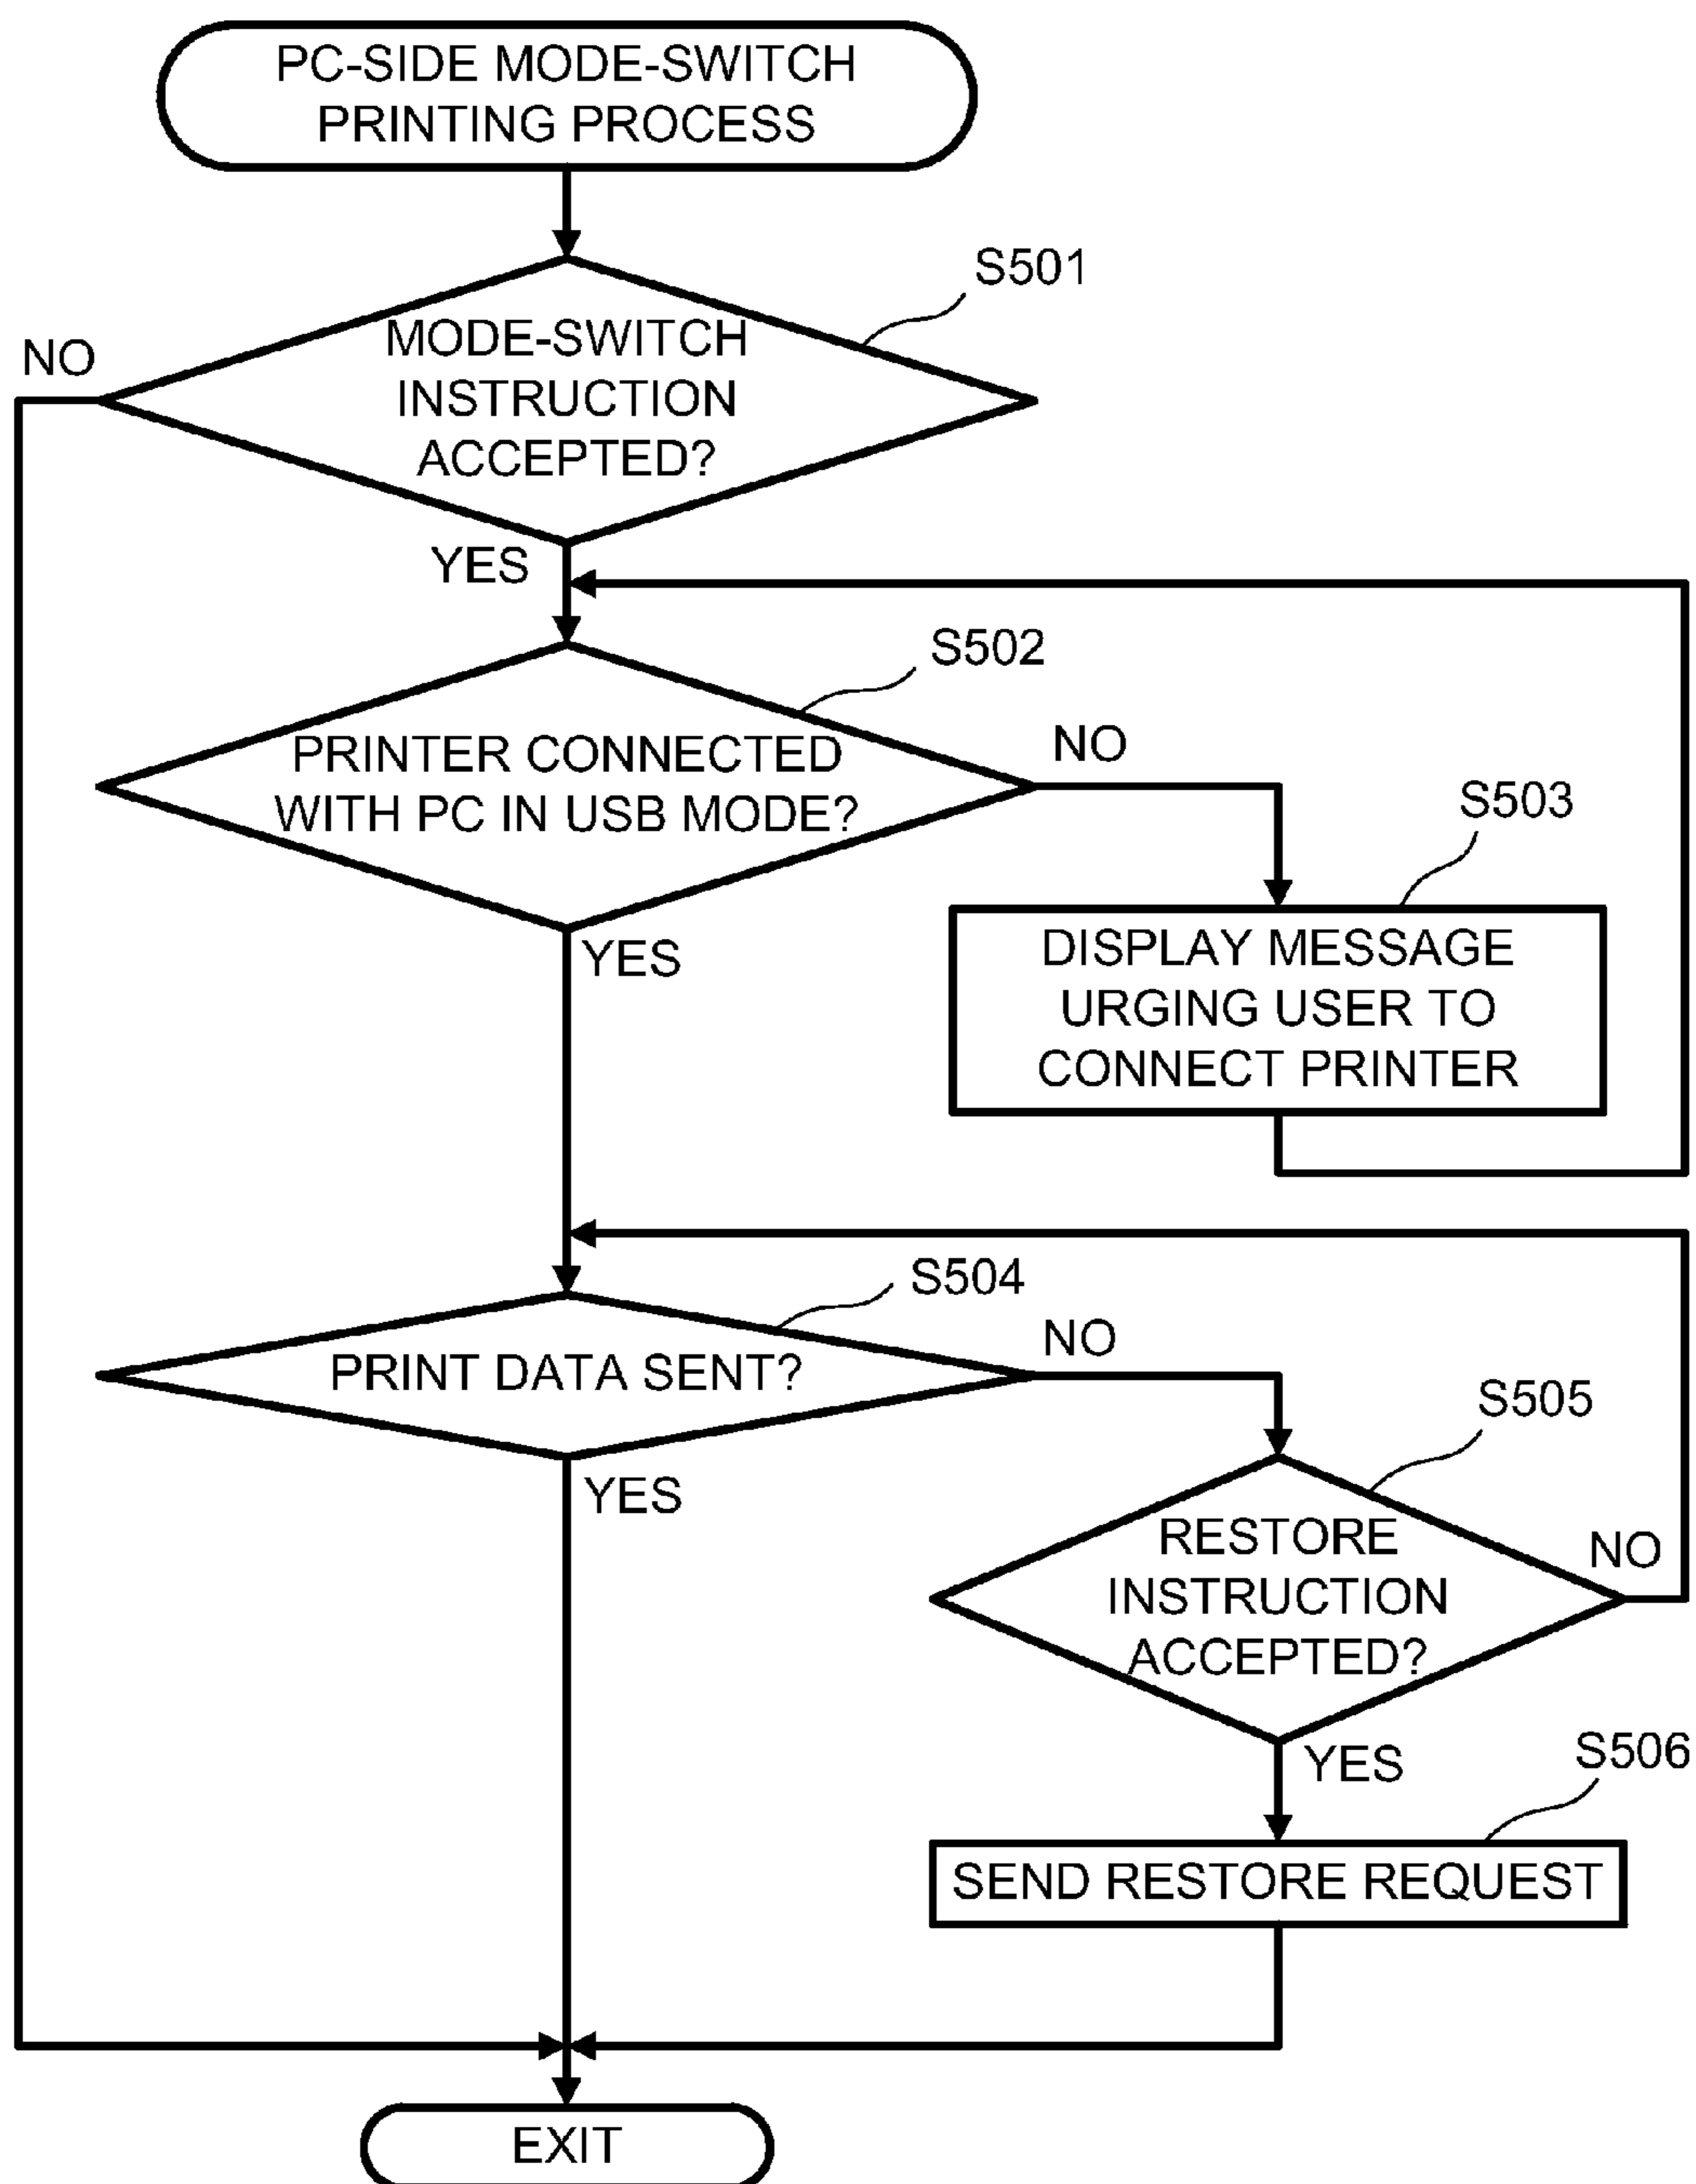 PC-SIDE MODE-SWITCH
PRINTING PROCESS
S501
NO
MODE-SWITCH
INSTRUCTION
ACCEPTED?
YES
S502
PRINTER CONNECTED
WITH PC IN USB MODE?
NO
S503
YES
DISPLAY MESSAGE
URGING USER TO
CONNECT PRINTER
S504
NO
PRINT DATA SENT?
S505
YES
RESTORE
INSTRUCTION
ACCEPTED?
NO
YES
S506
SEND RESTORE REQUEST
EXIT